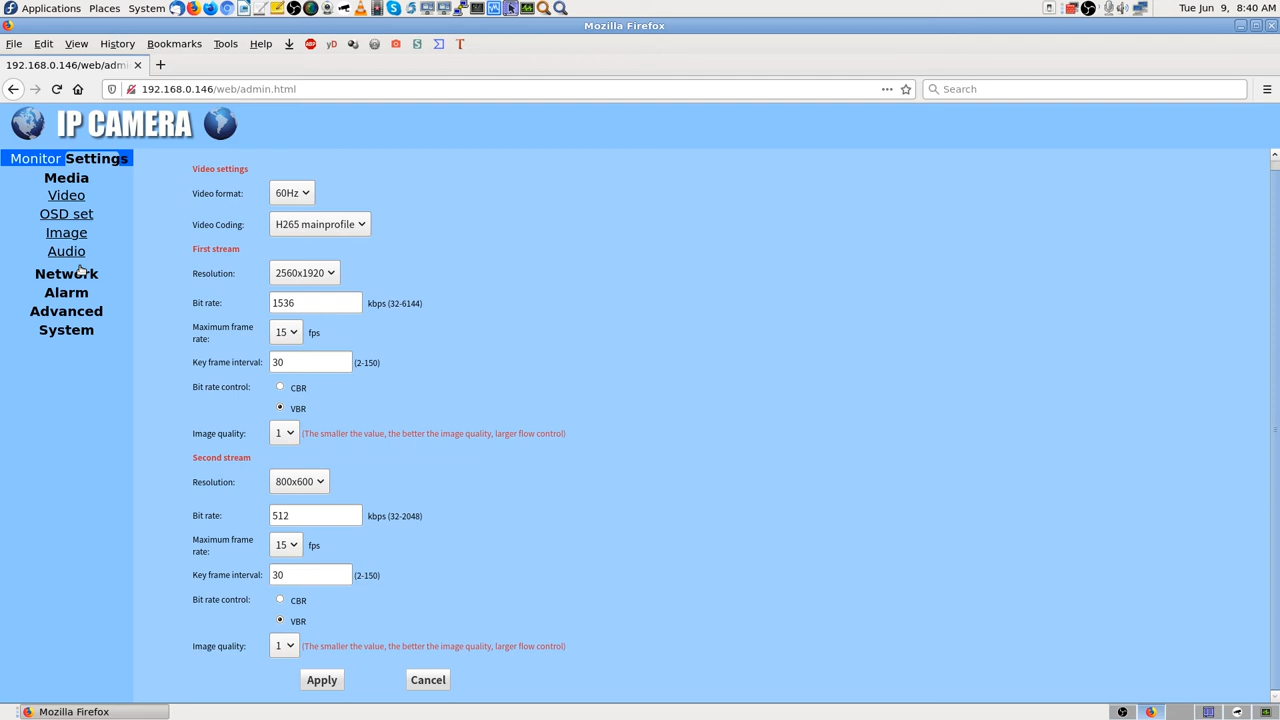 Applications Places System
Tue Jun 9, 8:40 AM
Mozilla Firefox
File Edit View History Bookmarks Tools Help
192.168.0.146/web/admi
192.168.0.146/web/admin.html
Search
IP CAMERA
Monitor Settings
Media
Video
OSD set
Image
Audio
Network
Alarm
Advanced
System
Video settings
Video format: 60Hz
Video Coding: H265 mainprofile
First stream
Resolution: 2560x1920
Bit rate: 1536 kbps (32-6144)
Maximum frame
rate: 15 fps
Key frame interval: 30 (2-150)
Bit rate control: CBR
VBR
Image quality: 1 (The smaller the value, the better the image quality, larger flow control)
Second stream
Resolution: 800x600
Bit rate: 512 kbps (32-2048)
Maximum frame
rate: 15 fps
Key frame interval: 30 (2-150)
Bit rate control: CBR
VBR
Image quality: 1 (The smaller the value, the better the image quality, larger flow control)
Apply Cancel
Mozilla Firefox